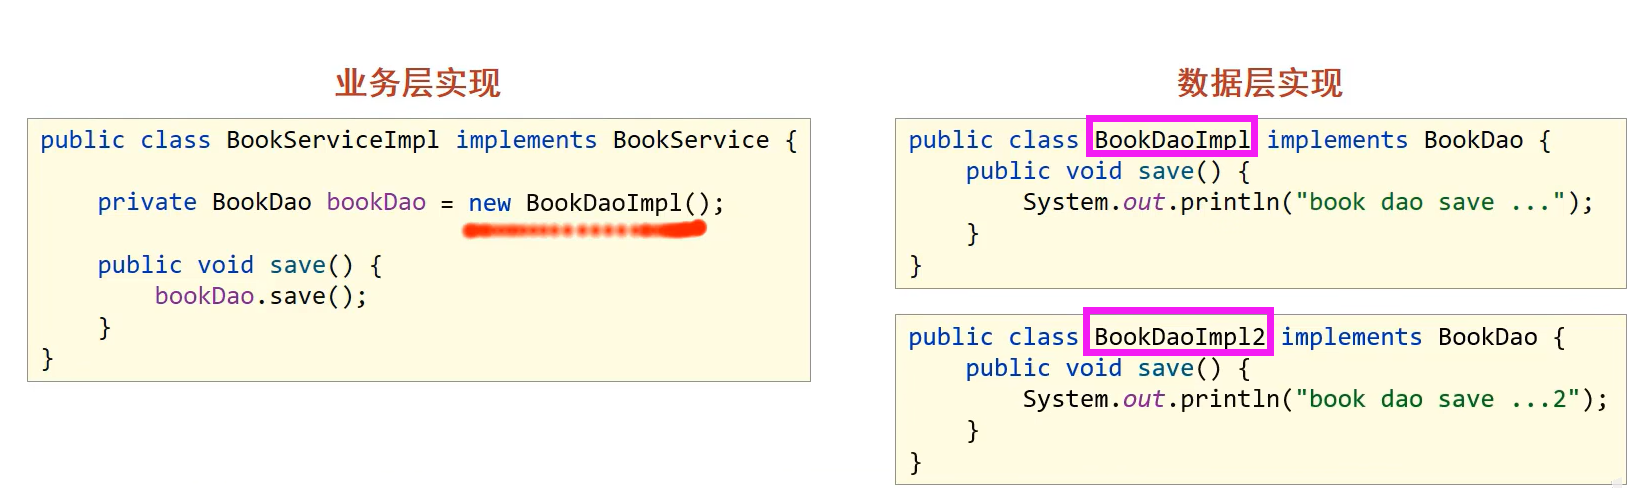 业务层实现
public class BookServiceImpl implements BookService {
private BookDao bookDao = new BookDaoImpl();
public void save() {
bookDao.save();
}
}
数据层实现
public class BookDaoImpl implements BookDao {
public void save() {
System.out.println("book dao save ...");
}
}
public class BookDaoImpl2 implements BookDao {
public void save() {
System.out.println("book dao save ...2");
}
}